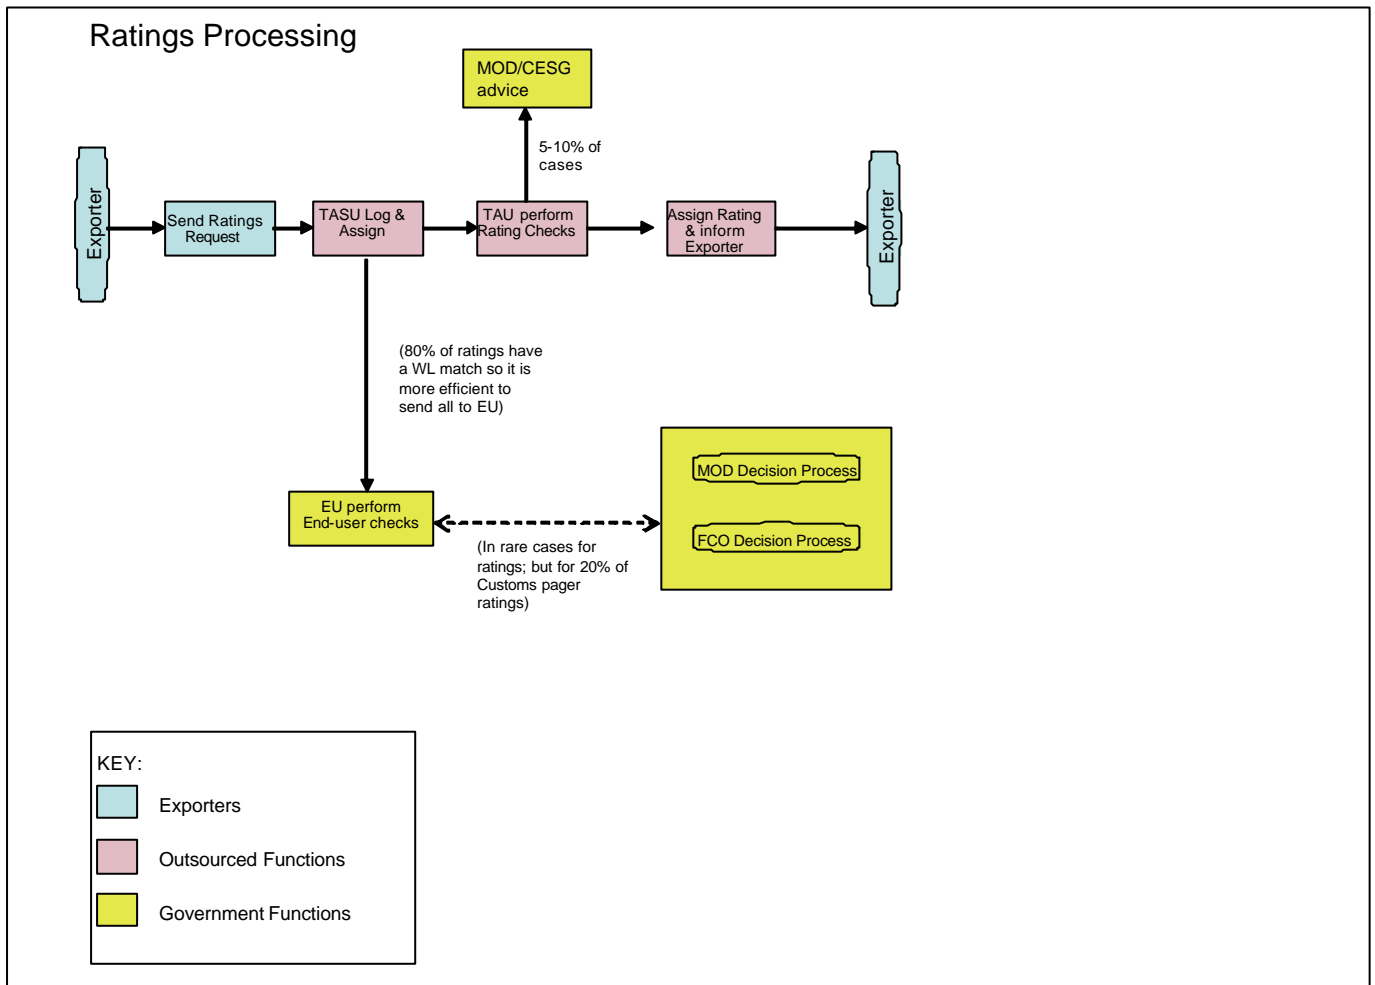 Ratings Processing
MOD/CESG
advice
5-10% of
cases
Exporter
Send Ratings
Request
TASU Log &
Assign
TAU perform
Rating Checks
Assign Rating
& inform
Exporter
Exporter
(80% of ratings have
a WL match so it is
more efficient to
send all to EU)
EU perform
End-user checks
(In rare cases for
ratings; but for 20% of
Customs pager
ratings)
MOD Decision Process
FCO Decision Process
KEY:
Exporters
Outsourced Functions
Government Functions